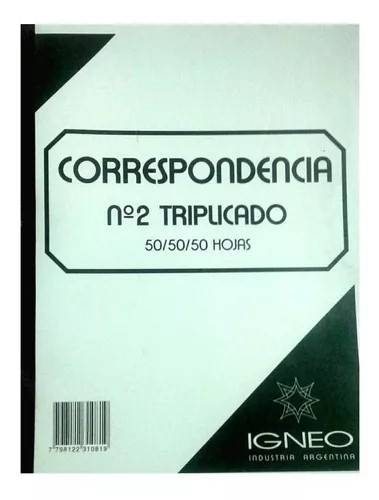 CORRESPONDENCIA
Nº2 TRIPLICADO
50/50/50 HOJAS
7 798122 310819
IGNEO
INDUSTRIA ARGENTINA